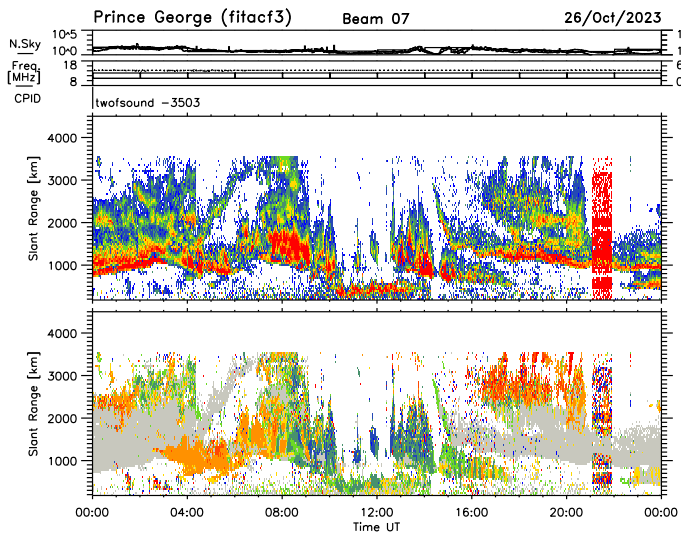 Prince George (fitacf3) Beam 07 26/Oct/2023
N.Sky 10^5 10^0 1 1
Freq. [MHz] 18 8 6 0
CPID twofsound -3503
Slant Range [km]
4000
3000
2000
1000
Slant Range [km]
4000
3000
2000
1000
00:00 04:00 08:00 12:00 16:00 20:00 00:00
Time UT